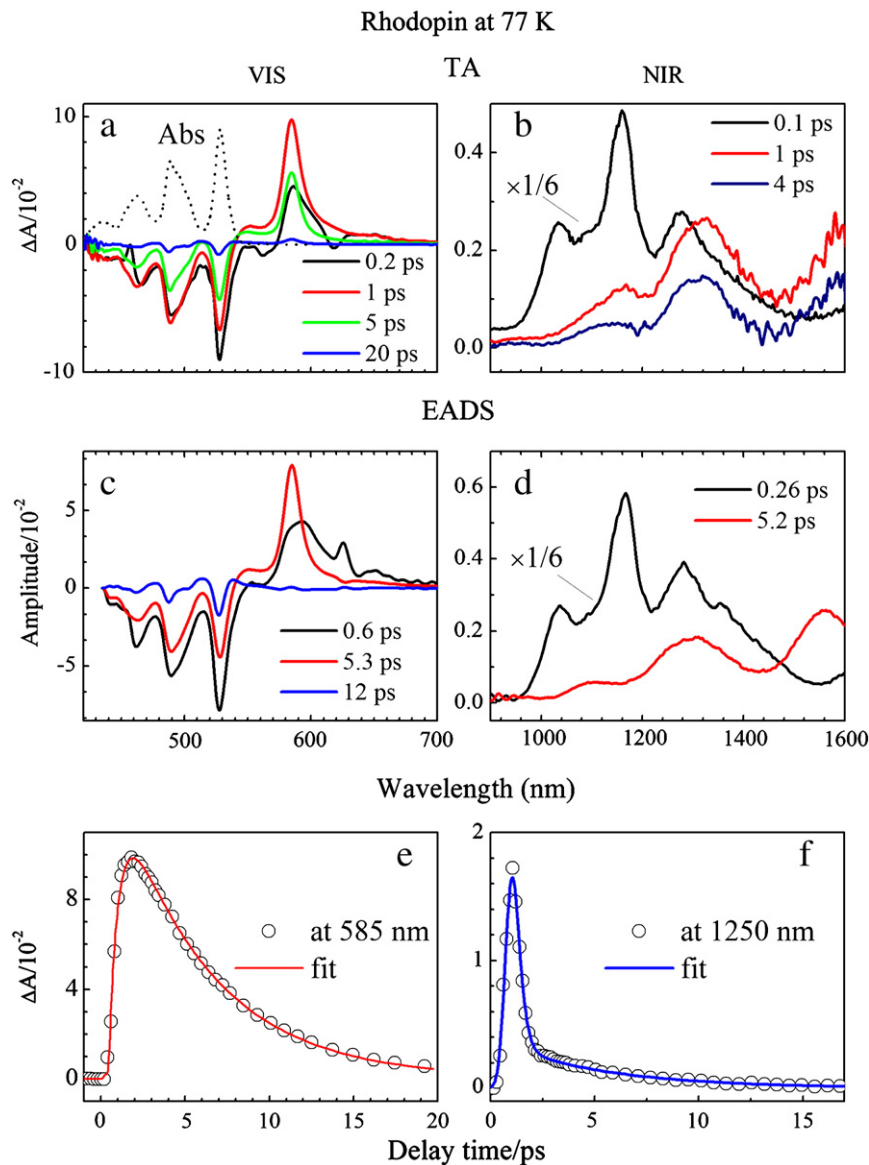 Rhodopin at 77 K
VIS TA NIR
a Abs
10
0
-10
ΔA/10⁻²
0.2 ps
1 ps
5 ps
20 ps
b
0.4
0.2
0.0
×1/6
0.1 ps
1 ps
4 ps
EADS
c
5
0
-5
Amplitude/10⁻²
0.6 ps
5.3 ps
12 ps
500 600 700
d
0.6
0.4
0.2
0.0
×1/6
0.26 ps
5.2 ps
1000 1200 1400 1600
Wavelength (nm)
e
8
4
0
ΔA/10⁻²
at 585 nm
fit
0 5 10 15 20
f
2
1
0
at 1250 nm
fit
0 5 10 15
Delay time/ps